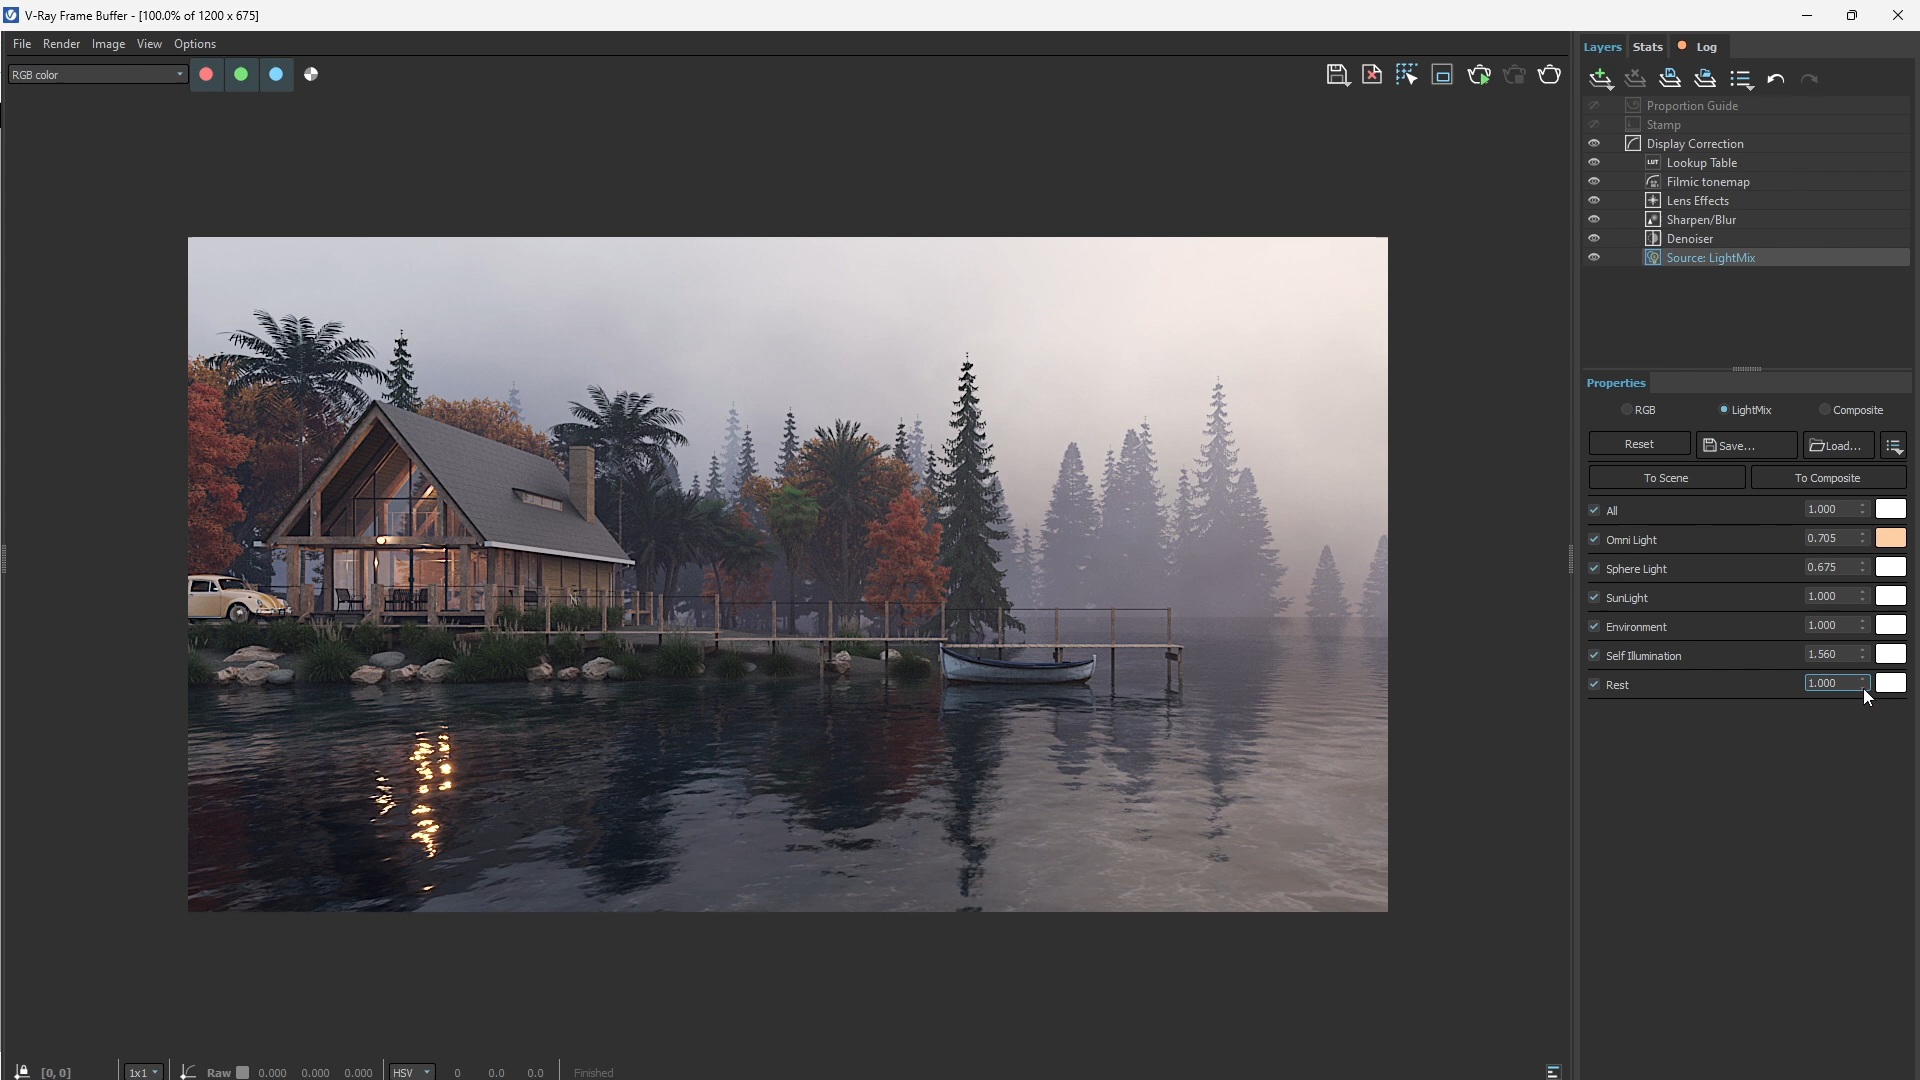 V-Ray Frame Buffer - [100.0% of 1200 x 675]
File Render Image View Options
Layers Stats Log
RGB color
Proportion Guide
Stamp
Display Correction
LUT Lookup Table
Filmic tonemap
Lens Effects
Sharpen/Blur
Denoiser
Source: LightMix
Properties
RGB LightMix Composite
Reset Save... Load...
To Scene To Composite
All 1.000
Omni Light 0.705
Sphere Light 0.675
SunLight 1.000
Environment 1.000
Self Illumination 1.560
Rest 1.000
[0, 0] 1x1 Raw 0.000 0.000 0.000 HSV 0 0.0 0.0 Finished